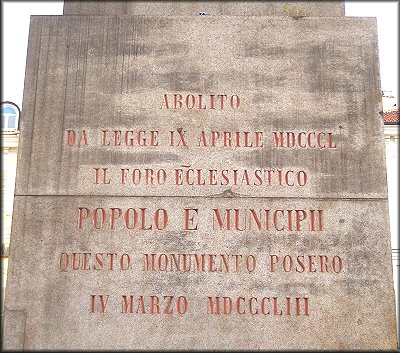 ABOLITO
DA LEGGE IX APRILE MDCCCL
IL FORO ECLESIASTICO
POPOLO E MUNICIPII
QUESTO MONUMENTO POSERO
IV MARZO MDCCCLIII